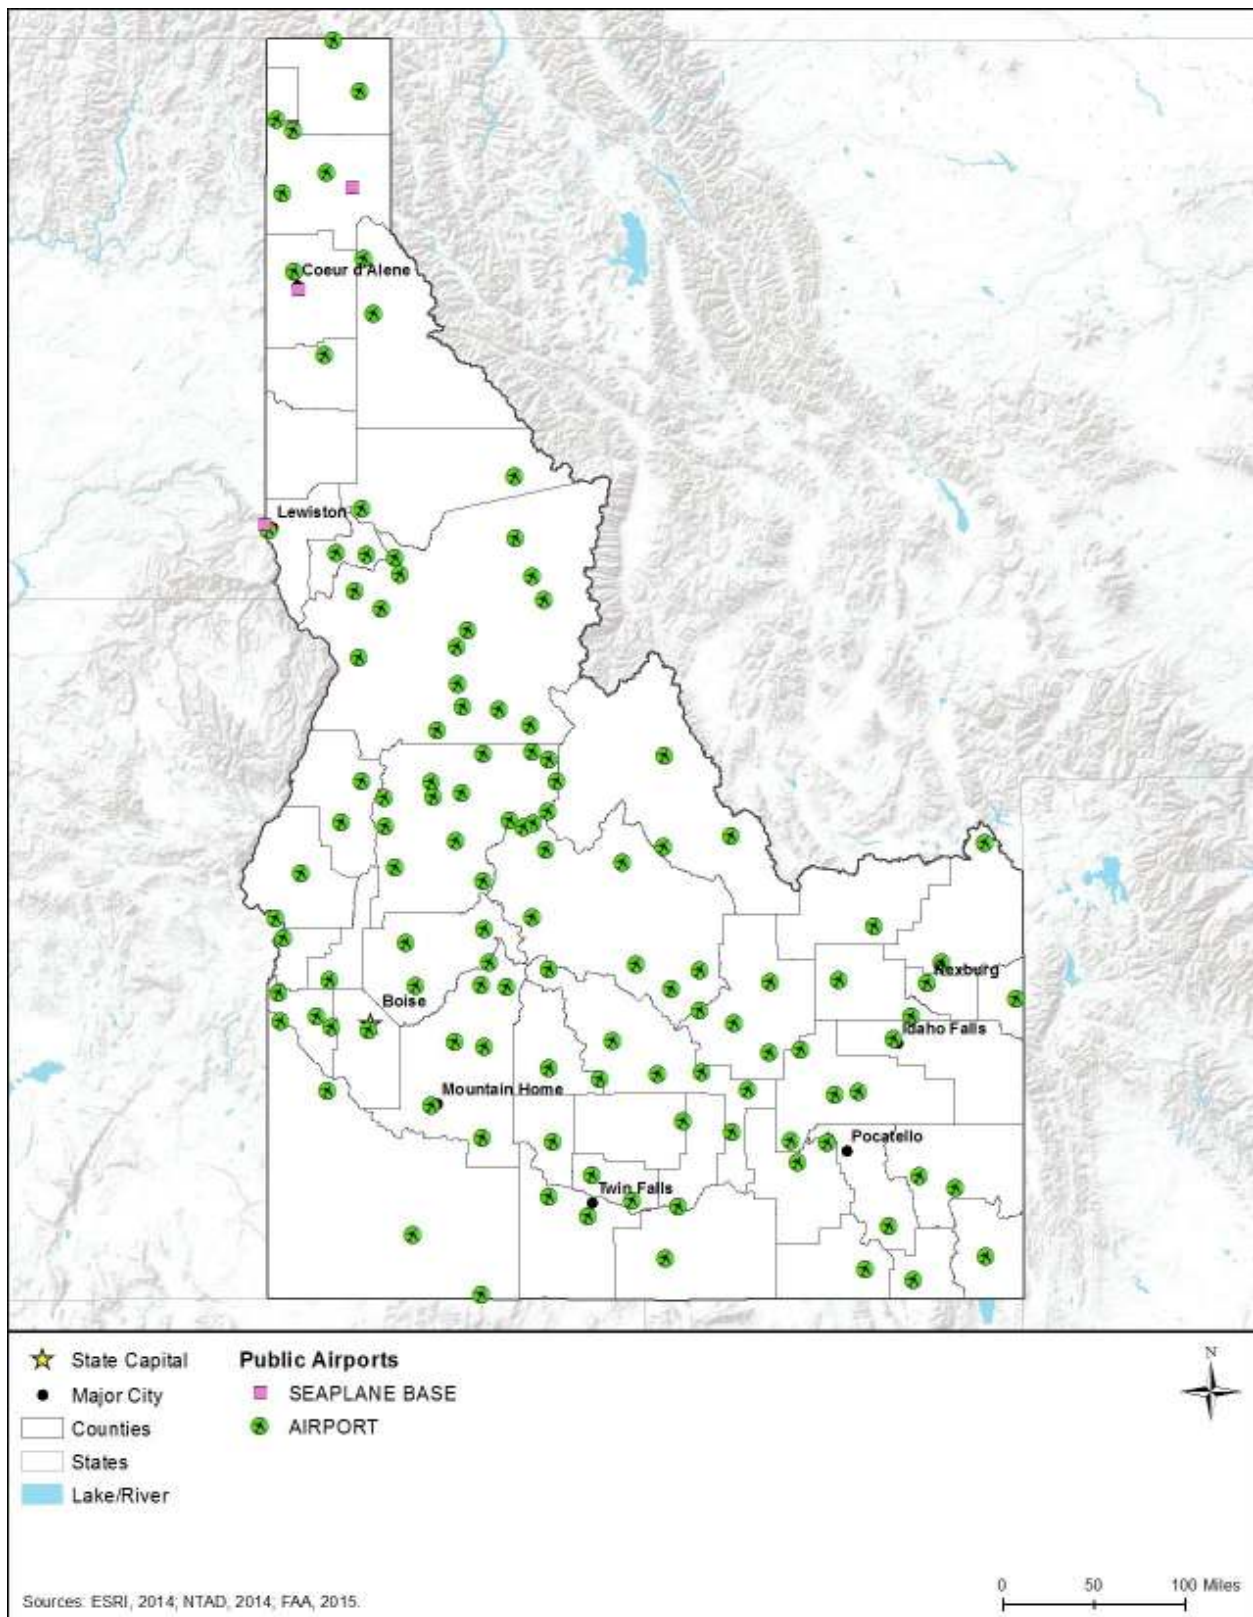 Coeur d'Alene
Lewiston
Rexburg
Boise
Idaho Falls
Mountain Home
Pocatello
Twin Falls
State Capital
Major City
Counties
States
Lake/River
Public Airports
SEAPLANE BASE
AIRPORT
N
0 50 100 Miles
Sources: ESRI, 2014; NTAD, 2014; FAA, 2015.